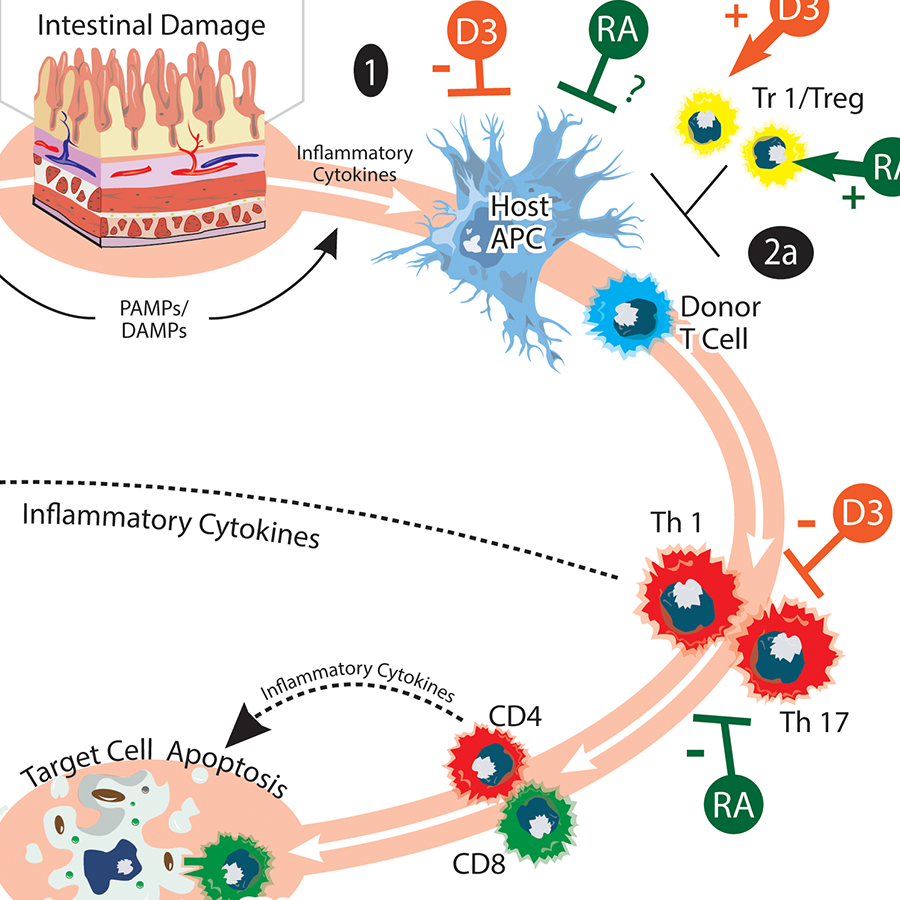 Intestinal Damage
1
D3
-
RA
?
+
D3
Tr 1/Treg
RA
+
Inflammatory
Cytokines
Host
APC
2a
PAMPs/
DAMPs
Donor
T Cell
Inflammatory Cytokines
Th 1
-
D3
Th 17
-
RA
Inflammatory Cytokines
CD4
CD8
Target Cell Apoptosis